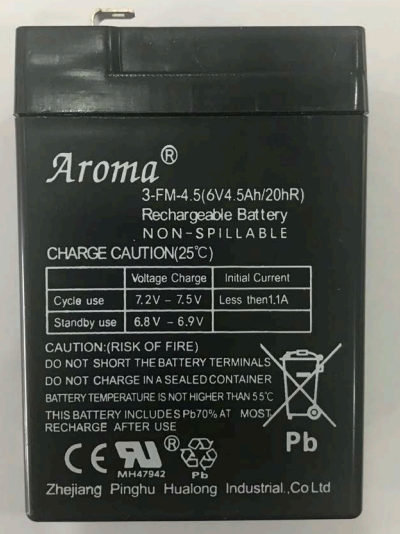 Aroma®
3-FM-4.5(6V4.5Ah/20hR)
Rechargeable Battery
NON-SPILLABLE
CHARGE CAUTION(25℃)
Voltage Charge Initial Current
Cycle use 7.2V – 7.5V Less then1.1A
Standby use 6.8V – 6.9V
CAUTION:(RISK OF FIRE)
DO NOT SHORT THE BATTERY TERMINALS
DO NOT CHARGE IN A SEALED CONTAINER
BATTERY TEMPERATURE IS NOT HIGHER THAN 55℃
THIS BATTERY INCLUDES Pb70% AT MOST
RECHARGE AFTER USE
Pb
CE RU® 
MH47942 Pb
Zhejiang Pinghu Hualong Industrial.,Co Ltd